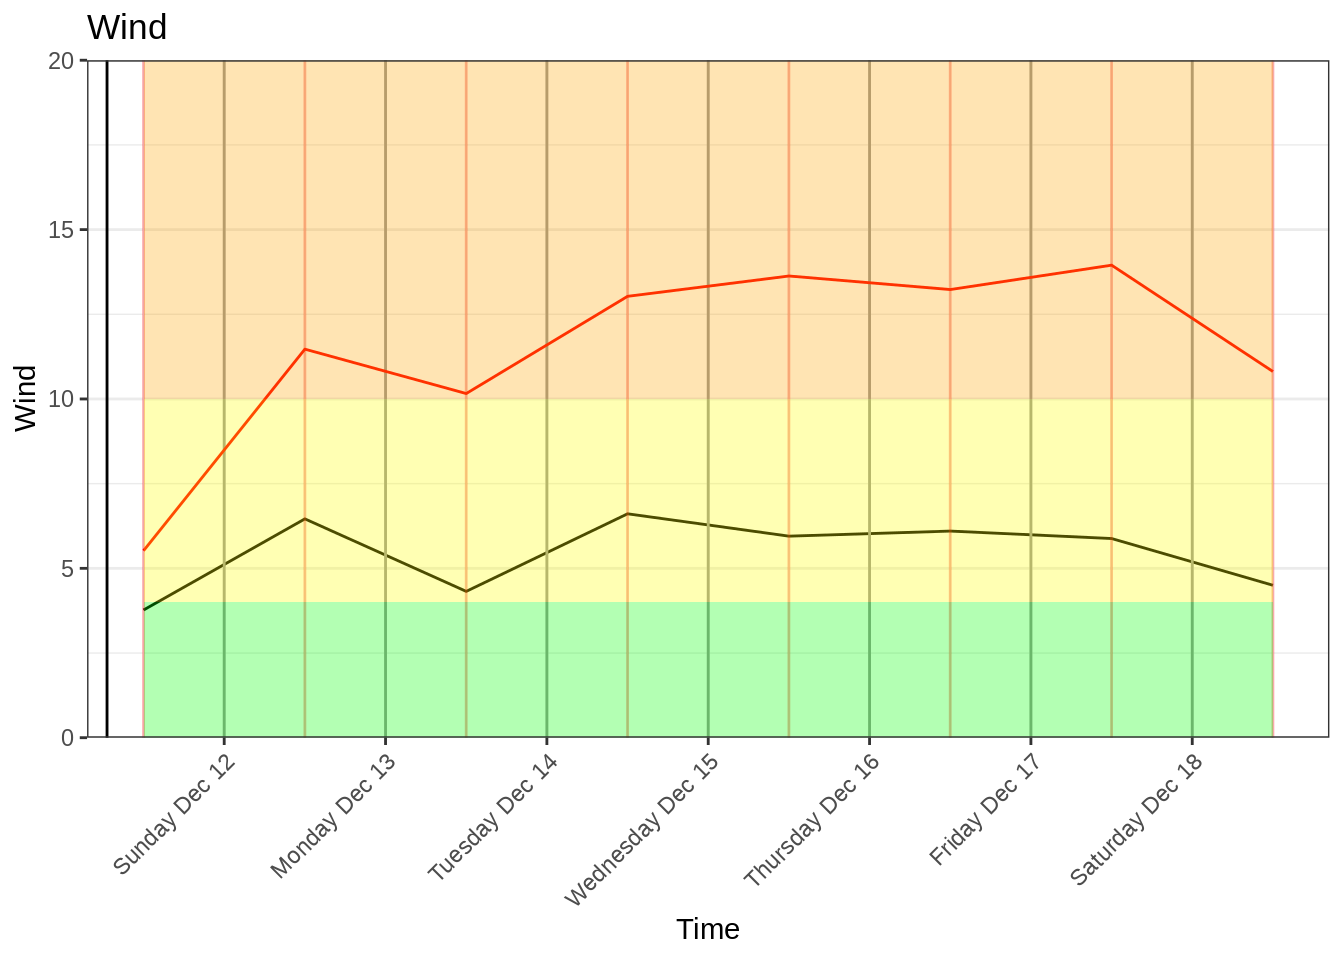 Wind
20
15
10
5
0
Wind
Sunday Dec 12
Monday Dec 13
Tuesday Dec 14
Wednesday Dec 15
Thursday Dec 16
Friday Dec 17
Saturday Dec 18
Time